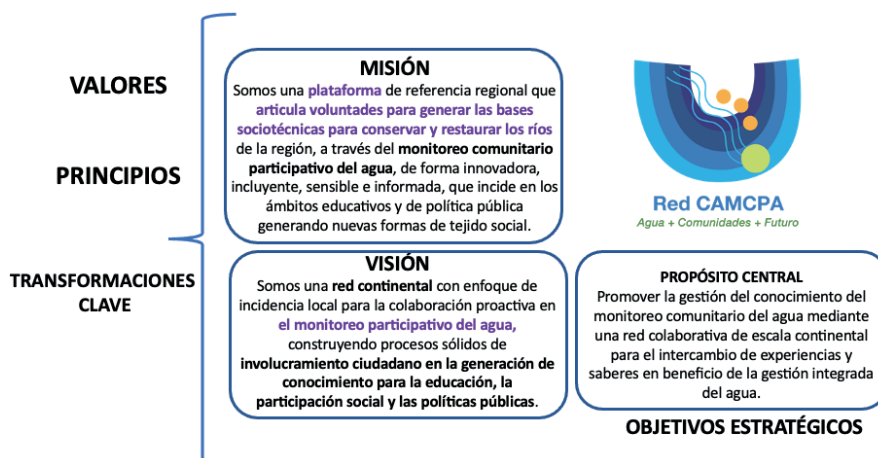 VALORES
PRINCIPIOS
TRANSFORMACIONES
CLAVE
MISIÓN
Somos una plataforma de referencia regional que
articula voluntades para generar las bases
sociotécnicas para conservar y restaurar los ríos
de la región, a través del monitoreo comunitario
participativo del agua, de forma innovadora,
incluyente, sensible e informada, que incide en los
ámbitos educativos y de política pública
generando nuevas formas de tejido social.
Red CAMCPA
Agua + Comunidades + Futuro
VISIÓN
Somos una red continental con enfoque de
incidencia local para la colaboración proactiva en
el monitoreo participativo del agua,
construyendo procesos sólidos de
involucramiento ciudadano en la generación de
conocimiento para la educación, la
participación social y las políticas públicas.
PROPÓSITO CENTRAL
Promover la gestión del conocimiento del
monitoreo comunitario del agua mediante
una red colaborativa de escala continental
para el intercambio de experiencias y
saberes en beneficio de la gestión integrada
del agua.
OBJETIVOS ESTRATÉGICOS